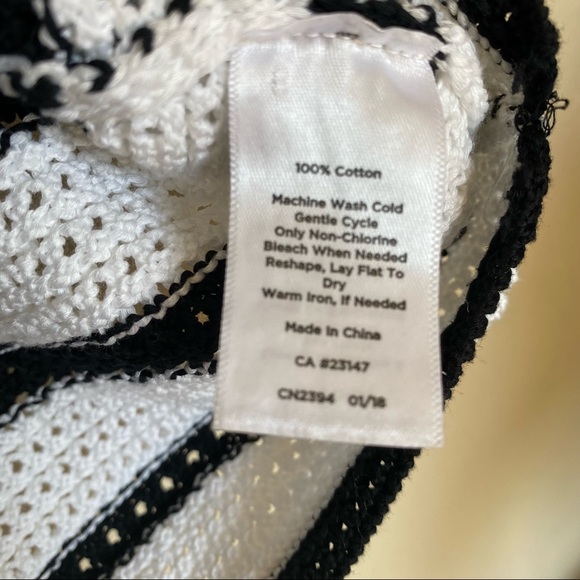 100% Cotton
Machine Wash Cold
Gentle Cycle
Only Non-Chlorine
Bleach When Needed
Reshape, Lay Flat To
Dry
Warm Iron, If Needed
Made in China
CA #23147
CN2394 01/18